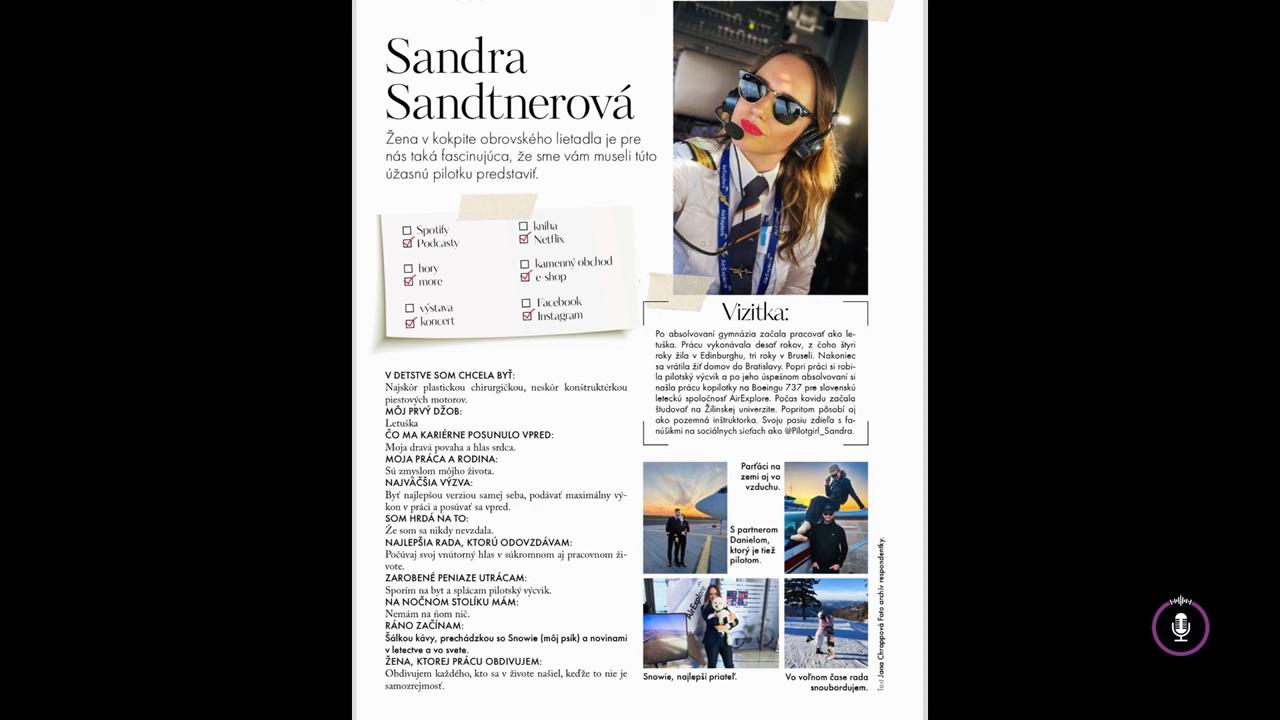 Sandra
Sandtnerová
Žena v kokpite obrovského lietadla je pre
nás taká fascinujúca, že sme vám museli túto
úžasnú pilotku predstaviť.
Spotify
Podcasty
hory
more
výstava
koncert
kniha
Netflix
kamenný obchod
e-shop
Facebook
Instagram
V DETSTVE SOM CHCELA BYŤ:
Najskôr plastickou chirurgičkou, neskôr konštruktérkou
piestových motorov.
MÔJ PRVÝ DŽOB:
Letuška
ČO MA KARIÉRNE POSUNULO VPRED:
Moja dravá povaha a hlas srdca.
MOJA PRÁCA A RODINA:
Sú zmyslom môjho života.
NAJVÄČŠIA VÝZVA:
Byť najlepšou verziou samej seba, podávať maximálny vý-
kon v práci a posúvať sa vpred.
SOM HRDÁ NA TO:
Že som sa nikdy nevzdala.
NAJLEPŠIA RADA, KTORÚ ODOVZDÁVAM:
Počúvaj svoj vnútorný hlas v súkromnom aj pracovnom ži-
vote.
ZAROBENÉ PENIAZE UTRÁCAM:
Sporím na byt a splácam pilotský výcvik.
NA NOČNOM STOLÍKU MÁM:
Nemám na ňom nič.
RÁNO ZAČÍNAM:
Šálkou kávy, prechádzkou so Snowie (môj psík) a novinami
v letectve a vo svete.
ŽENA, KTOREJ PRÁCU OBDIVUJEM:
Obdivujem každého, kto sa v živote našiel, keďže to nie je
samozrejmosť.
AirExplore
Vizitka:
Po absolvovaní gymnázia začala pracovať ako le-
tuška. Prácu vykonávala desať rokov, z čoho štyri
roky žila v Edinburghu, tri roky v Bruseli. Nakoniec
sa vrátila žiť domov do Bratislavy. Popri práci si robi-
la pilotský výcvik a po jeho úspešnom absolvovaní si
našla prácu kopilotky na Boeingu 737 pre slovenskú
leteckú spoločnosť AirExplore. Počas kovidu začala
študovať na Žilinskej univerzite. Popritom pôsobí aj
ako pozemná inštruktorka. Svoju pasiu zdieľa s fa-
núšikmi na sociálnych sieťach ako @Pilotgirl_Sandra.
Parťáci na
zemi aj vo
vzduchu.
S partnerom
Danielom,
ktorý je tiež
pilotom.
AirExplore
Snowie, najlepší priateľ.
Vo voľnom čase rada
snoubordujem.
Text Jana Chrappová Foto archív respondentky.